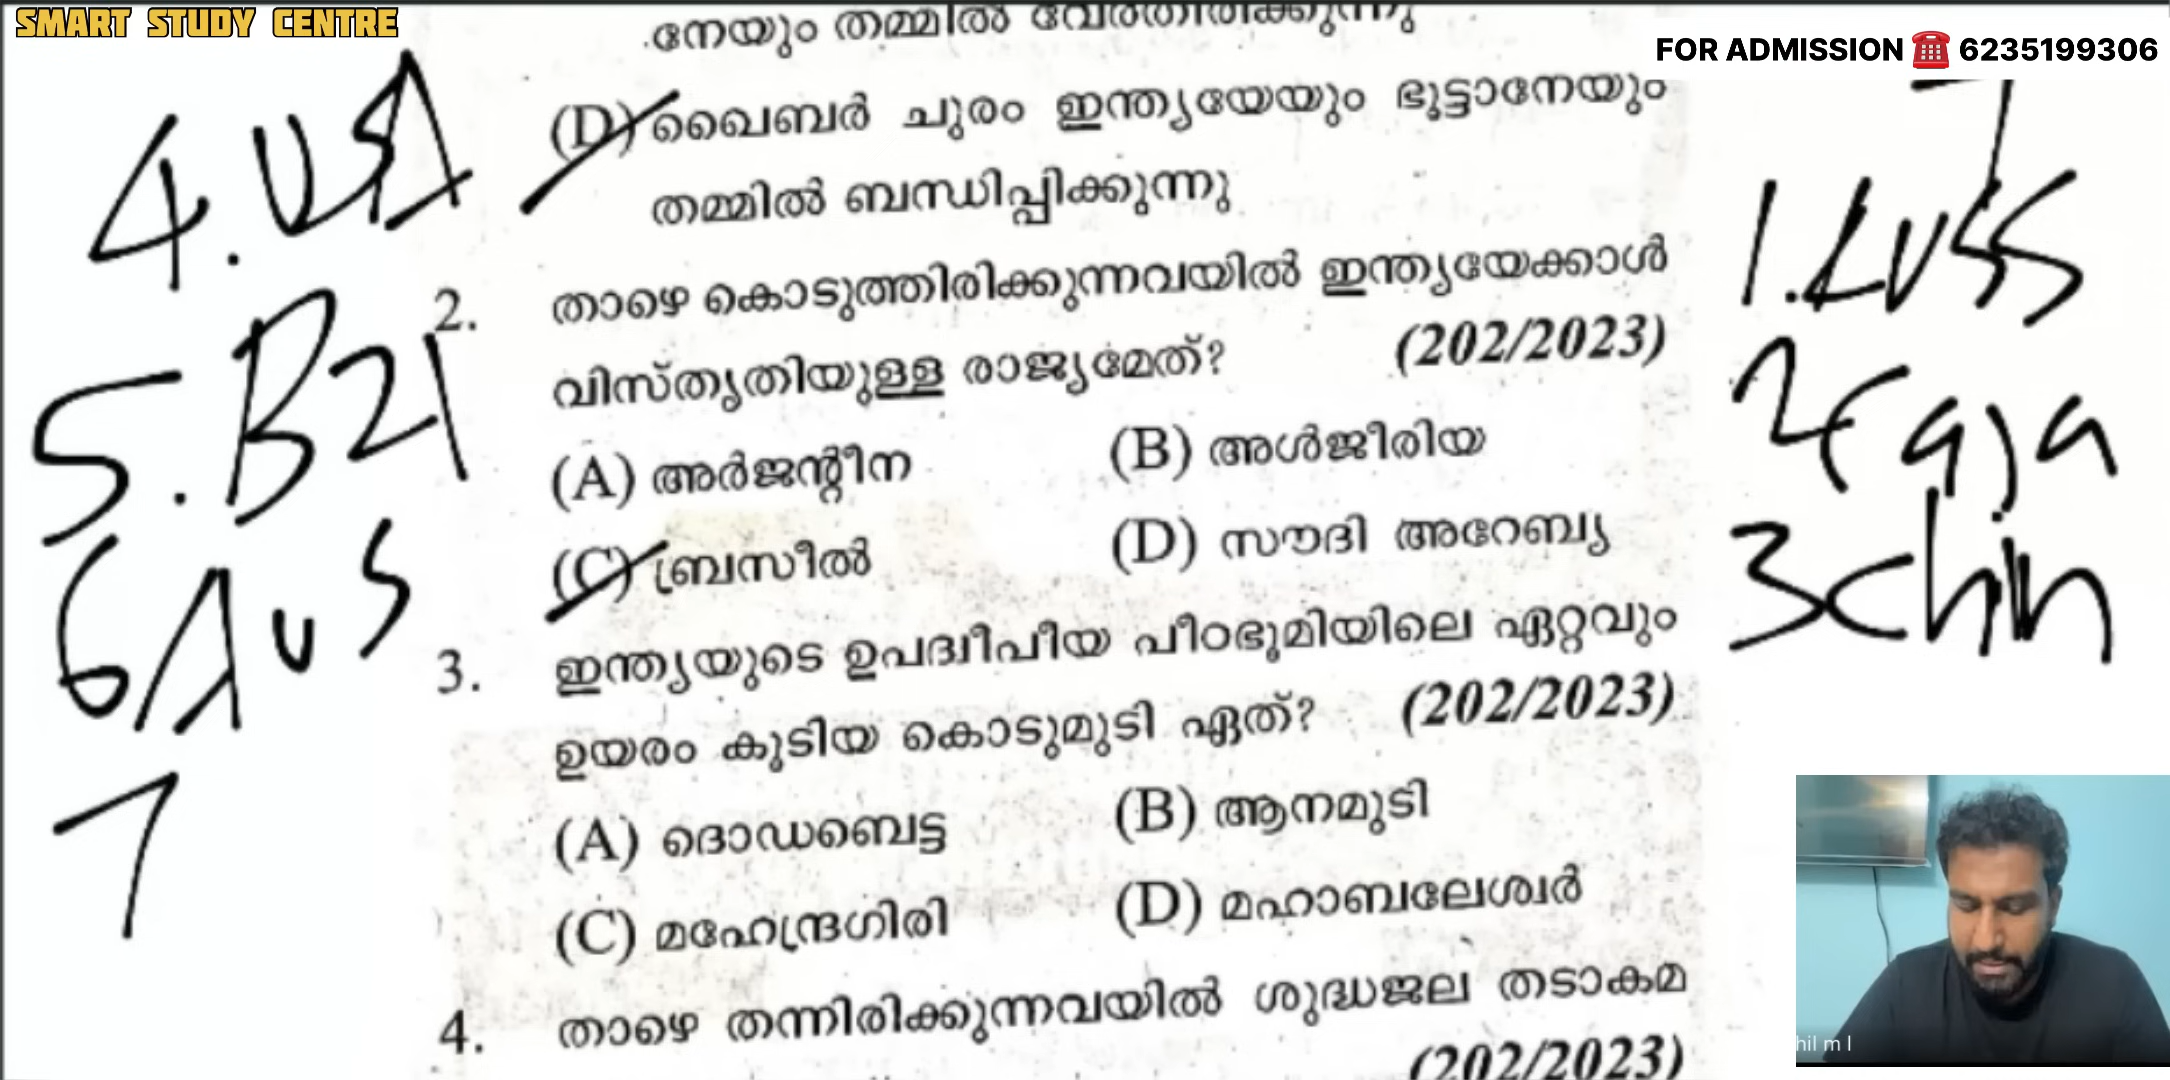 SMART STUDY CENTRE
FOR ADMISSION ☎️ 6235199306
നേയും തമ്മിൽ വേർതിരിക്കുന്നു
(D) ഖൈബർ ചുരം ഇന്ത്യയേയും ഭൂട്ടാനേയും
തമ്മിൽ ബന്ധിപ്പിക്കുന്നു
2. താഴെ കൊടുത്തിരിക്കുന്നവയിൽ ഇന്ത്യയേക്കാൾ
വിസ്തൃതിയുള്ള രാജ്യമേത്? (202/2023)
(A) അർജന്റീന (B) അൾജീരിയ
(C) ബ്രസീൽ (D) സൗദി അറേബ്യ
3. ഇന്ത്യയുടെ ഉപദ്വീപീയ പീഠഭൂമിയിലെ ഏറ്റവും
ഉയരം കൂടിയ കൊടുമുടി ഏത്? (202/2023)
(A) ദൊഡബെട്ട (B) ആനമുടി
(C) മഹേന്ദ്രഗിരി (D) മഹാബലേശ്വർ
4. താഴെ തന്നിരിക്കുന്നവയിൽ ശുദ്ധജല തടാകമ
(202/2023)
4. USA
5. BZl
6 AUS
7
1.
2
3 Chin
hil m l